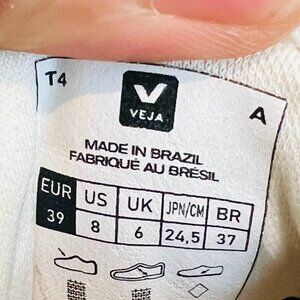 T4
VEJA
A
MADE IN BRAZIL
FABRIQUÉ AU BRÉSIL
EUR US UK JPN/CM BR
39 8 6 24,5 37